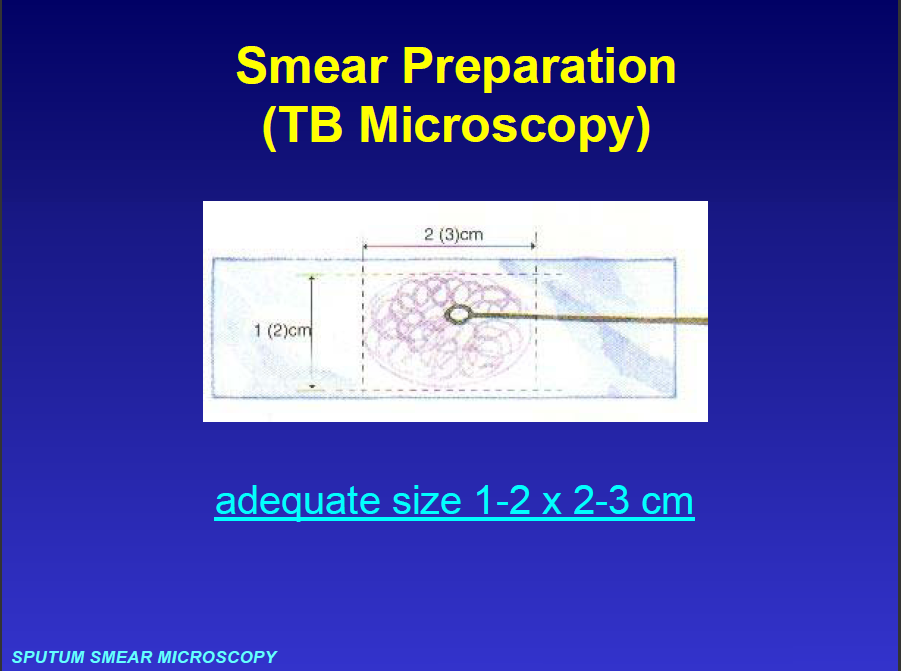 Smear Preparation
(TB Microscopy)
2 (3)cm
1 (2)cm
adequate size 1-2 x 2-3 cm
SPUTUM SMEAR MICROSCOPY